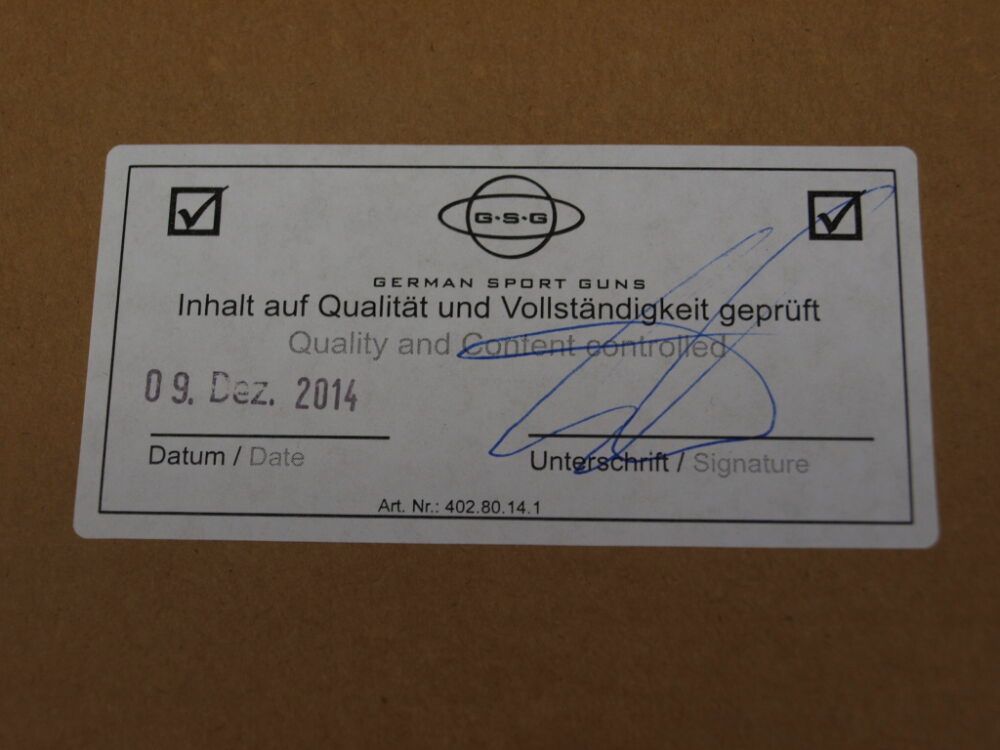 G·S·G
GERMAN SPORT GUNS
Inhalt auf Qualität und Vollständigkeit geprüft
Quality and Content controlled
09. Dez. 2014
Datum / Date
Unterschrift / Signature
Art. Nr.: 402.80.14.1